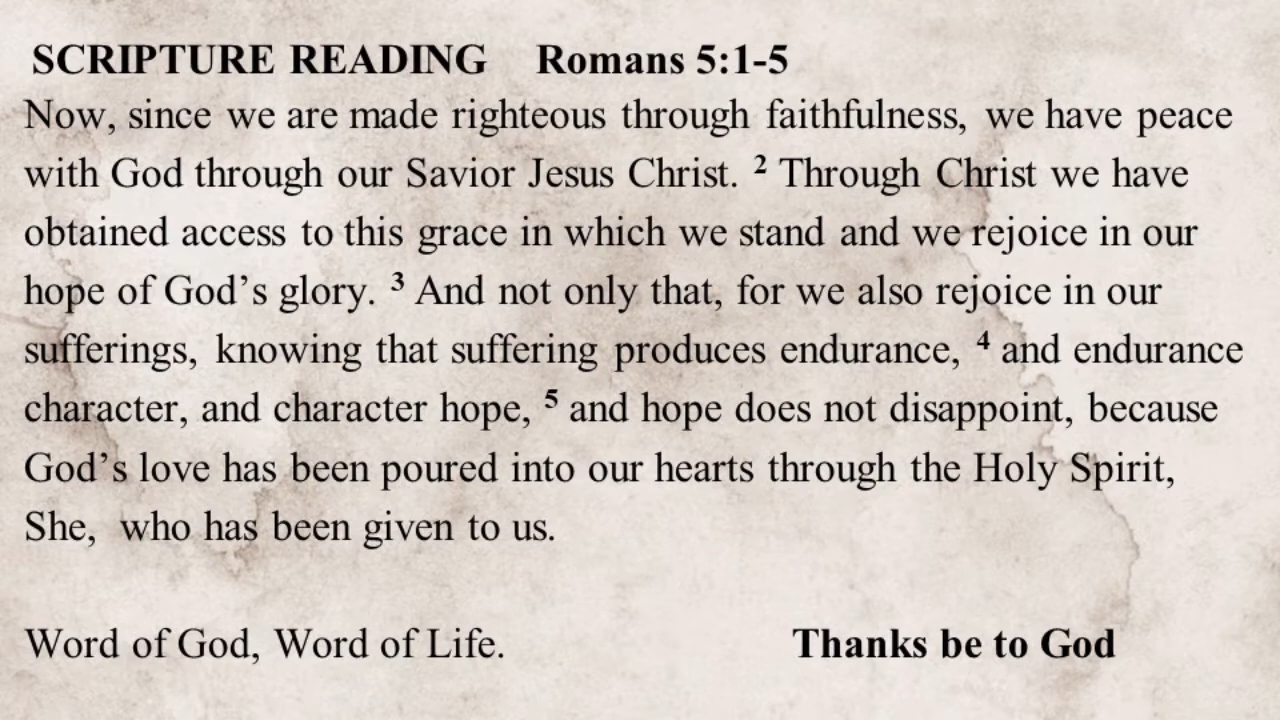 SCRIPTURE READING Romans 5:1-5
Now, since we are made righteous through faithfulness, we have peace
with God through our Savior Jesus Christ. ² Through Christ we have
obtained access to this grace in which we stand and we rejoice in our
hope of God’s glory. ³ And not only that, for we also rejoice in our
sufferings, knowing that suffering produces endurance, ⁴ and endurance
character, and character hope, ⁵ and hope does not disappoint, because
God’s love has been poured into our hearts through the Holy Spirit,
She, who has been given to us.
Word of God, Word of Life. Thanks be to God